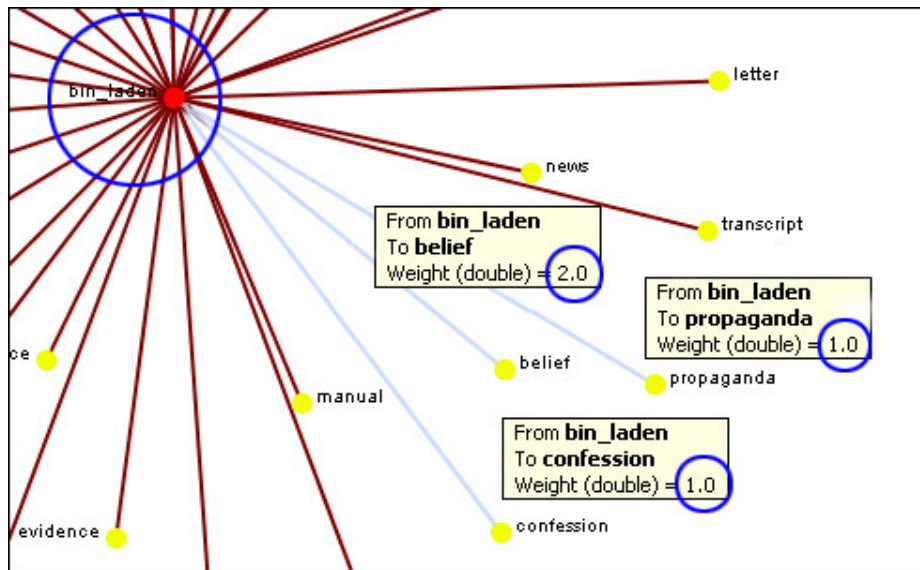 letter
bin_laden
news
From bin_laden
To belief
Weight (double) = 2.0
transcript
From bin_laden
To propaganda
Weight (double) = 1.0
ce
belief
propaganda
manual
From bin_laden
To confession
Weight (double) = 1.0
evidence
confession